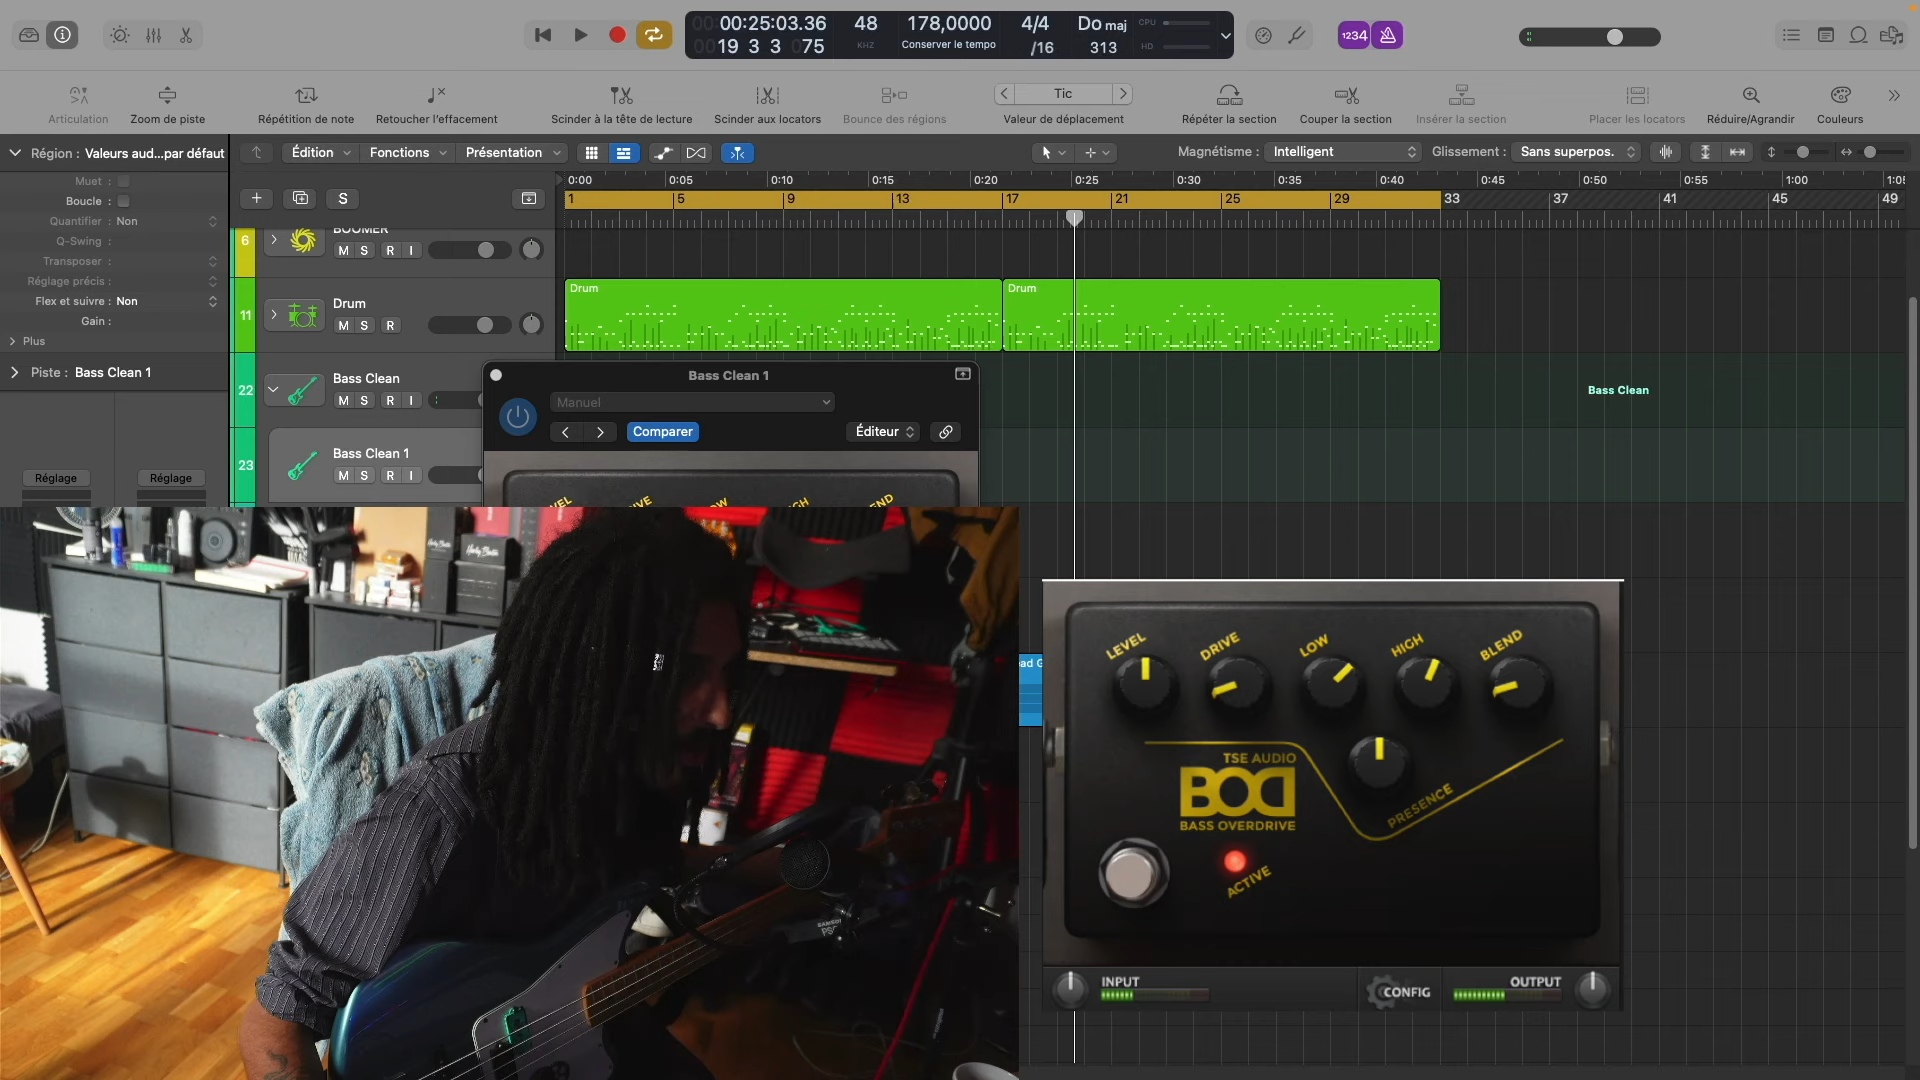 00:25:03.36
48
178,0000
4/4
Do maj
CPU
19 3 3 075
KHZ
Conserver le tempo
/16
313
HD
1234
Articulation
Zoom de piste
Répétition de note
Retoucher l'effacement
Scinder à la tête de lecture
Scinder aux locators
Bounce des régions
Tic
Valeur de déplacement
Répéter la section
Couper la section
Insérer la section
Placer les locators
Réduire/Agrandir
Couleurs
Région : Valeurs aud...par défaut
Édition
Fonctions
Présentation
Magnétisme : Intelligent
Glissement : Sans superpos.
Muet :
Boucle :
Quantifier : Non
Q-Swing :
Transposer :
Réglage précis :
Flex et suivre : Non
Gain :
Plus
Piste : Bass Clean 1
Réglage
Réglage
S
0:00 0:05 0:10 0:15 0:20 0:25 0:30 0:35 0:40 0:45 0:50 0:55 1:00 1:05
1 5 9 13 17 21 25 29 33 37 41 45 49
6
BOOMER
M S R I
11
Drum
M S R
Drum
Drum
22
Bass Clean
M S R I
Bass Clean
23
Bass Clean 1
M S R I
Bass Clean 1
Manuel
Comparer
Éditeur
ad G
LEVEL
DRIVE
LOW
HIGH
BLEND
TSE AUDIO
BOD
BASS OVERDRIVE
PRESENCE
ACTIVE
INPUT
CONFIG
OUTPUT
SAMSON